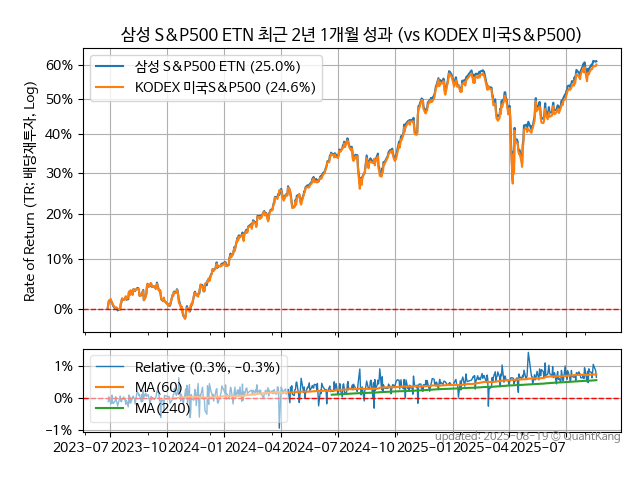 삼성 S&P500 ETN 최근 2년 1개월 성과 (vs KODEX 미국S&P500)
Rate of Return (TR: 배당재투자, Log)
60%
50%
40%
30%
20%
10%
0%
삼성 S&P500 ETN (25.0%)
KODEX 미국S&P500 (24.6%)
1%
0%
−1%
Relative (0.3%, −0.3%)
MA(60)
MA(240)
updated: 2025-08-19 © QuantKang
2023-07
2023-10
2024-01
2024-04
2024-07
2024-10
2025-01
2025-04
2025-07